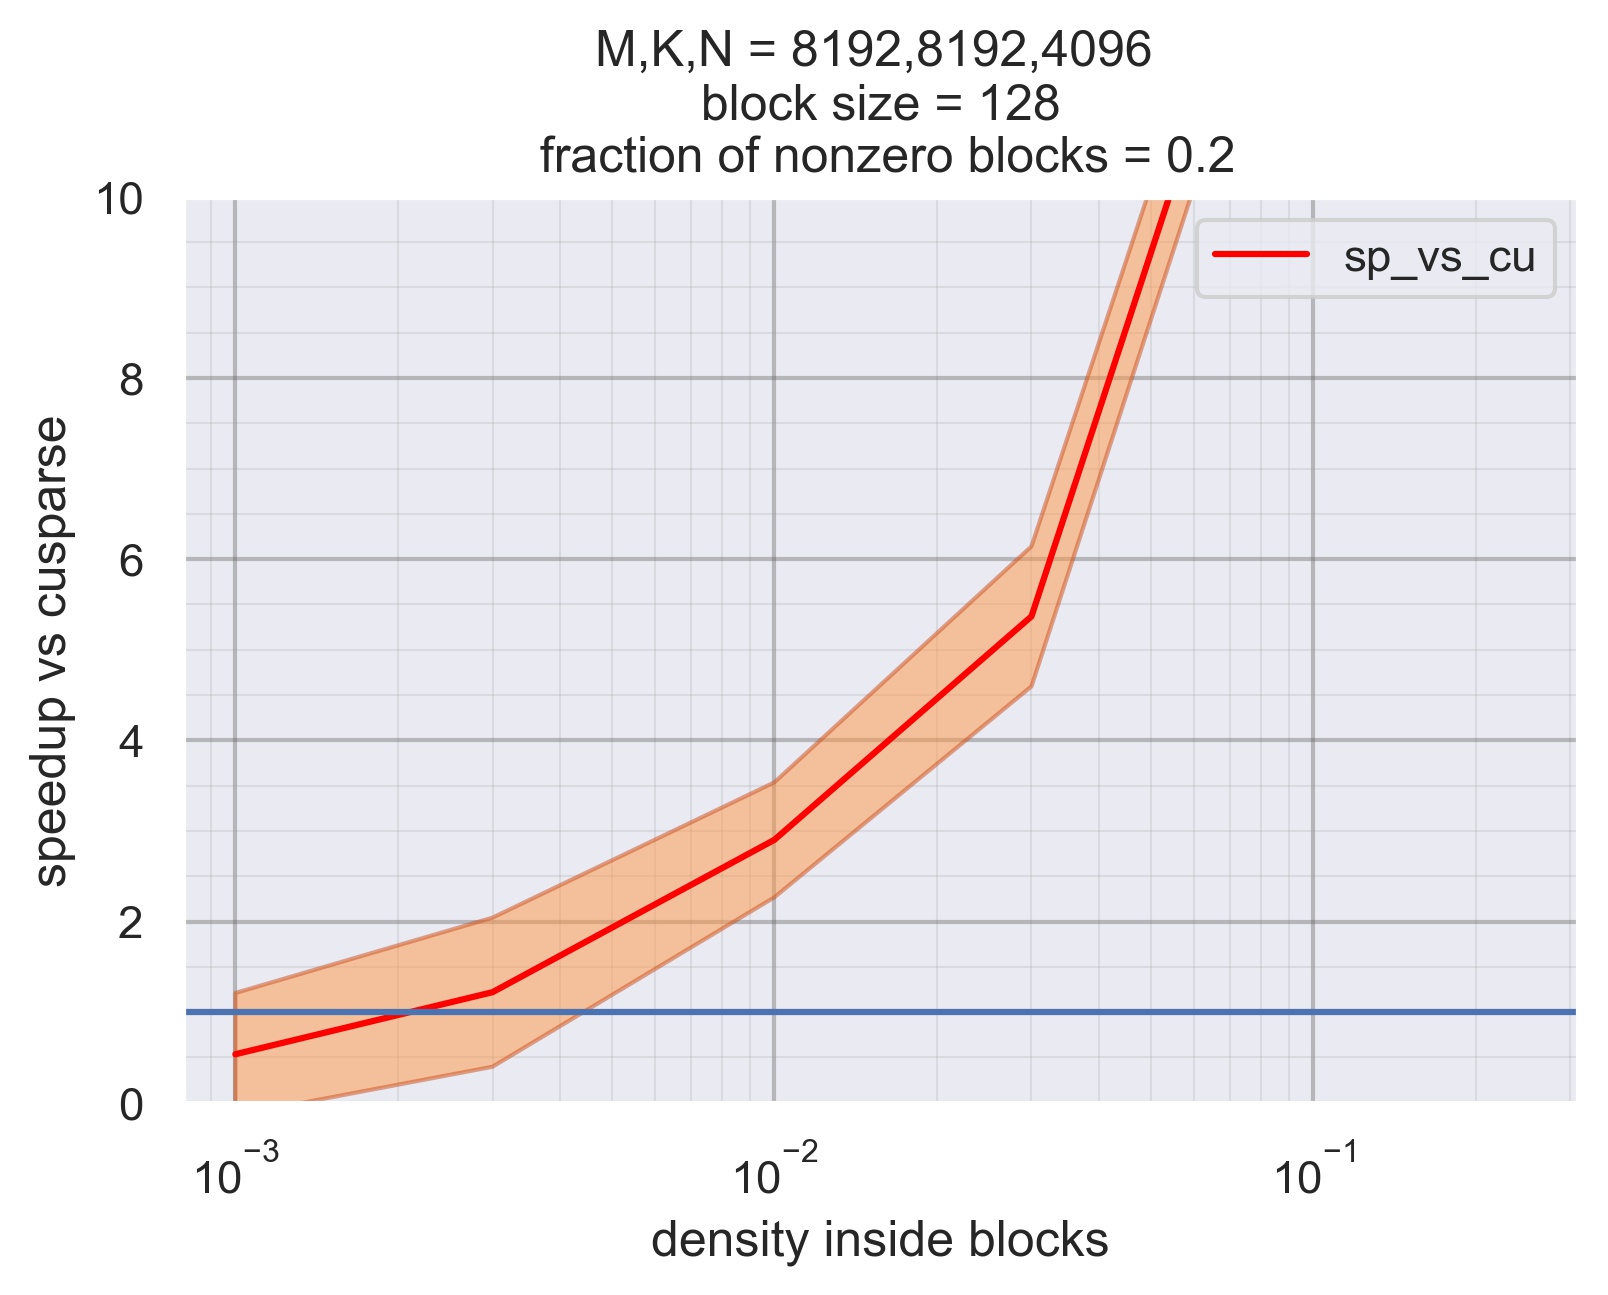 M,K,N = 8192,8192,4096
block size = 128
fraction of nonzero blocks = 0.2
10
8
6
4
2
0
speedup vs cusparse
sp_vs_cu
10⁻³
10⁻²
10⁻¹
density inside blocks